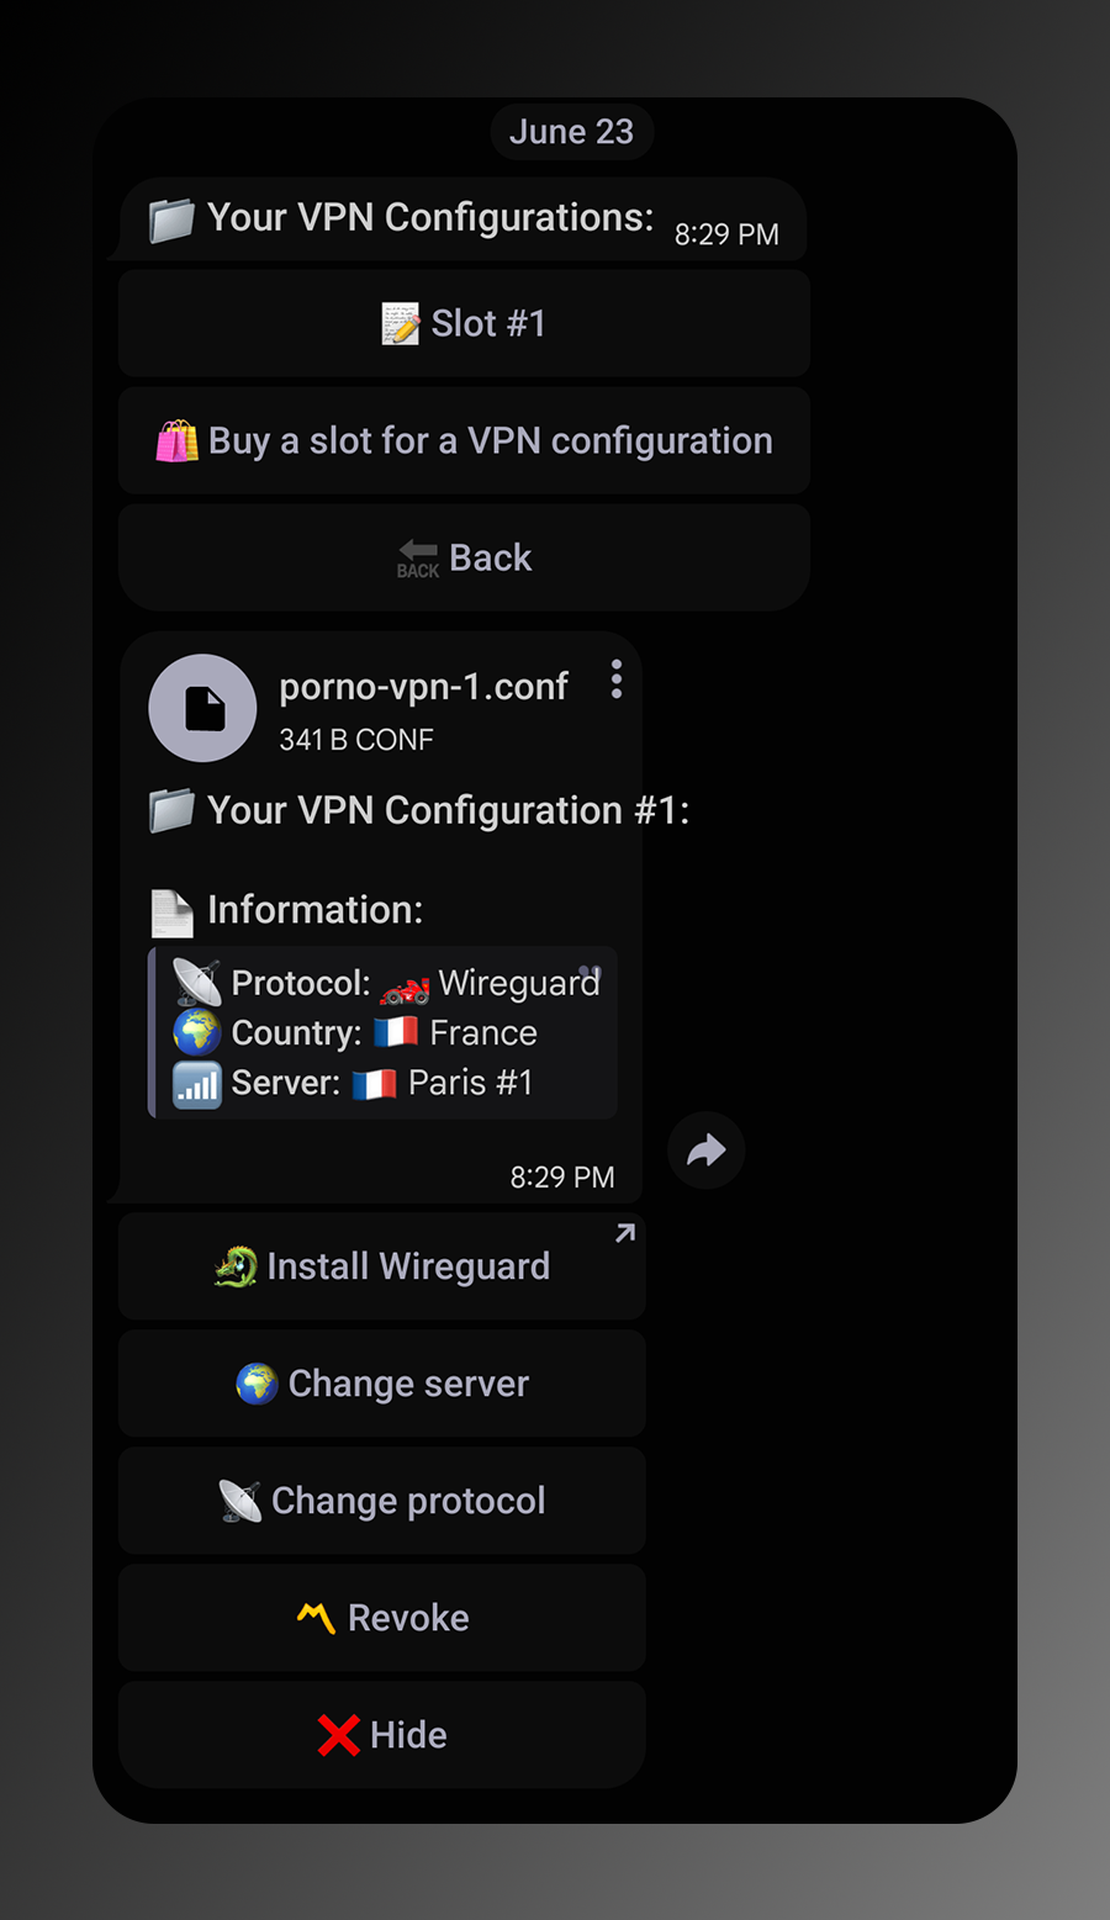 June 23
Your VPN Configurations:
8:29 PM
Slot #1
Buy a slot for a VPN configuration
BACK Back
porno-vpn-1.conf
341 B CONF
Your VPN Configuration #1:
Information:
Protocol: Wireguard
Country: France
Server: Paris #1
8:29 PM
Install Wireguard
Change server
Change protocol
Revoke
Hide